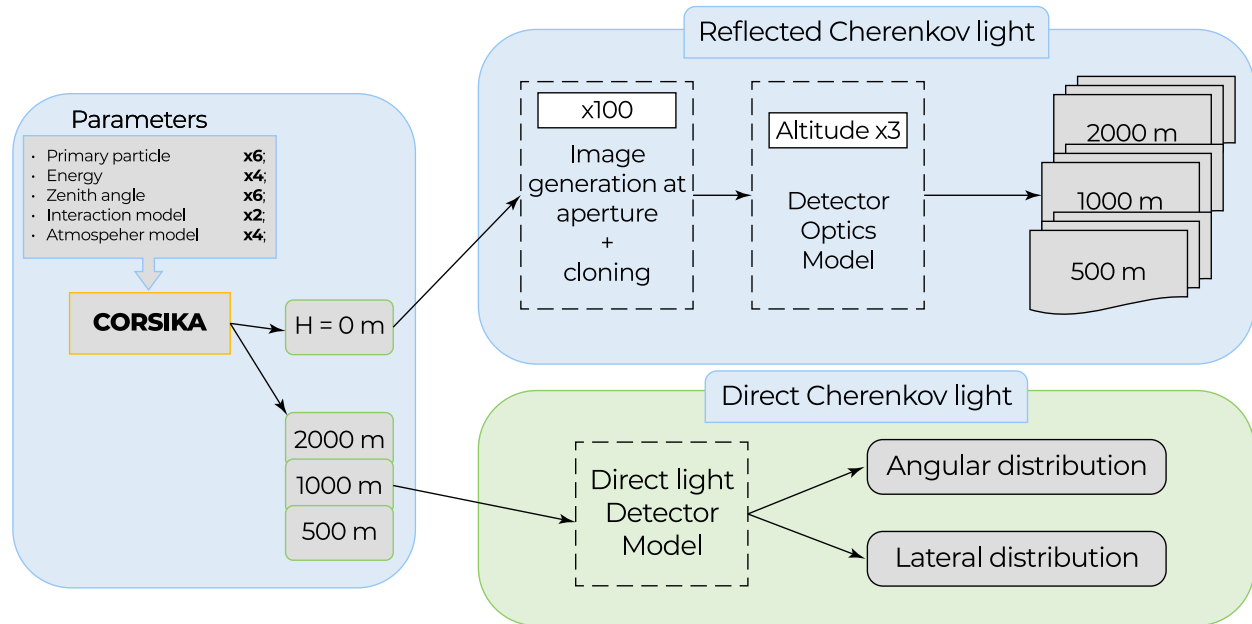 Parameters
· Primary particle x6;
· Energy x4;
· Zenith angle x6;
· Interaction model x2;
· Atmospeher model x4;
CORSIKA
H = 0 m
2000 m
1000 m
500 m
Reflected Cherenkov light
x100
Image
generation at
aperture
+
cloning
Altitude x3
Detector
Optics
Model
2000 m
1000 m
500 m
Direct Cherenkov light
Direct light
Detector
Model
Angular distribution
Lateral distribution